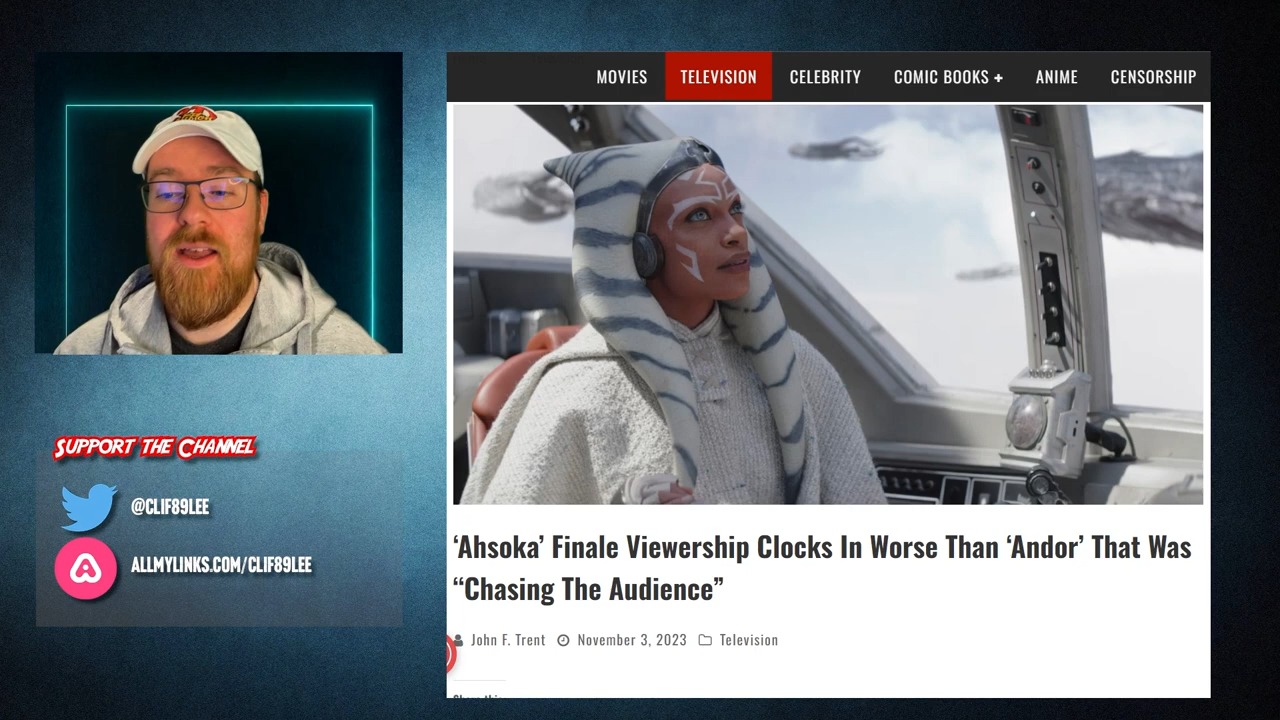 MOVIES TELEVISION CELEBRITY COMIC BOOKS + ANIME CENSORSHIP
SUPPORT THE CHANNEL
@CLIF89LEE
ALLMYLINKS.COM/CLIF89LEE
‘Ahsoka’ Finale Viewership Clocks In Worse Than ‘Andor’ That Was
“Chasing The Audience”
John F. Trent November 3, 2023 Television